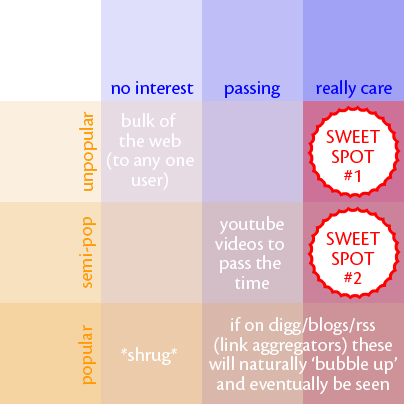 no interest
passing
really care
unpopular
bulk of
the web
(to any one
user)
SWEET
SPOT
#1
semi-pop
youtube
videos to
pass the
time
SWEET
SPOT
#2
popular
*shrug*
if on digg/blogs/rss
(link aggregators) these
will naturally ‘bubble up’
and eventually be seen